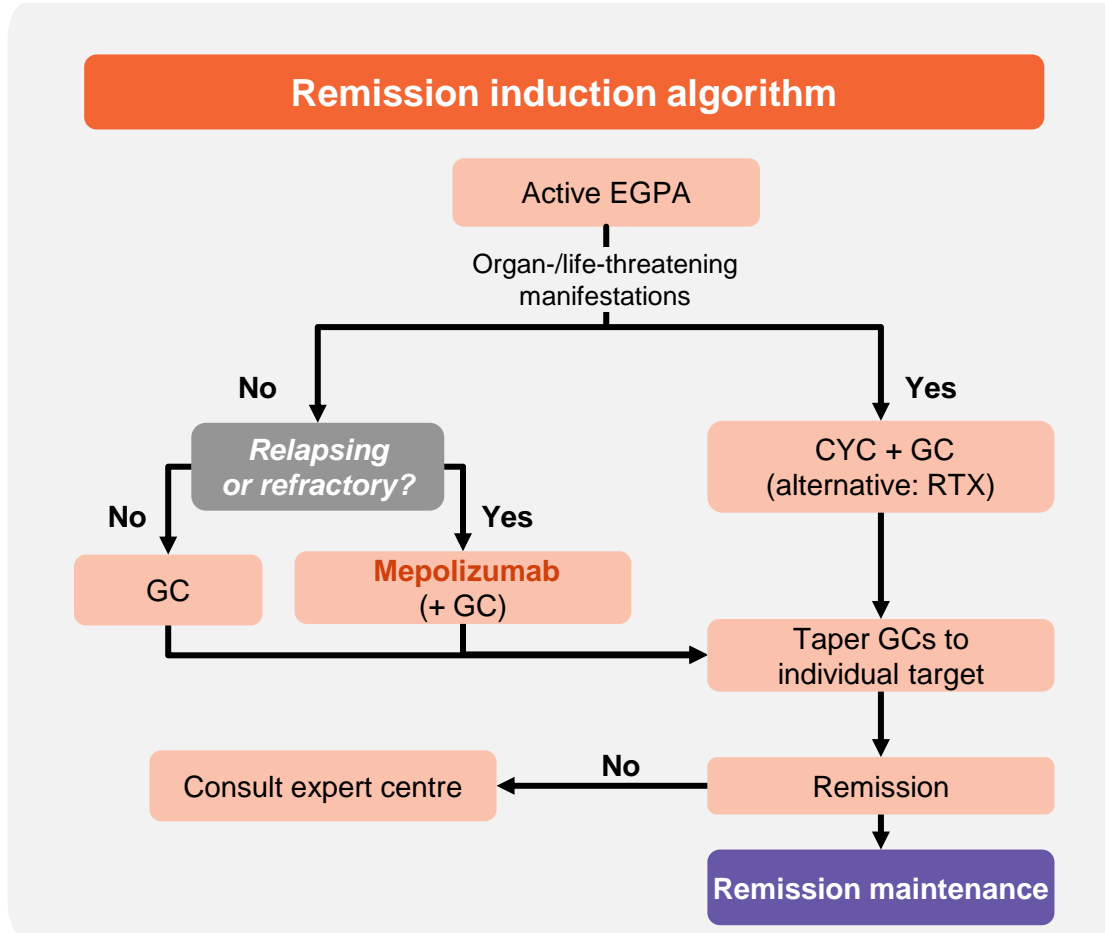 Remission induction algorithm
Active EGPA
Organ-/life-threatening
manifestations
No
Yes
Relapsing
or refractory?
CYC + GC
(alternative: RTX)
No
Yes
GC
Mepolizumab
(+ GC)
Taper GCs to
individual target
Consult expert centre
No
Remission
Remission maintenance